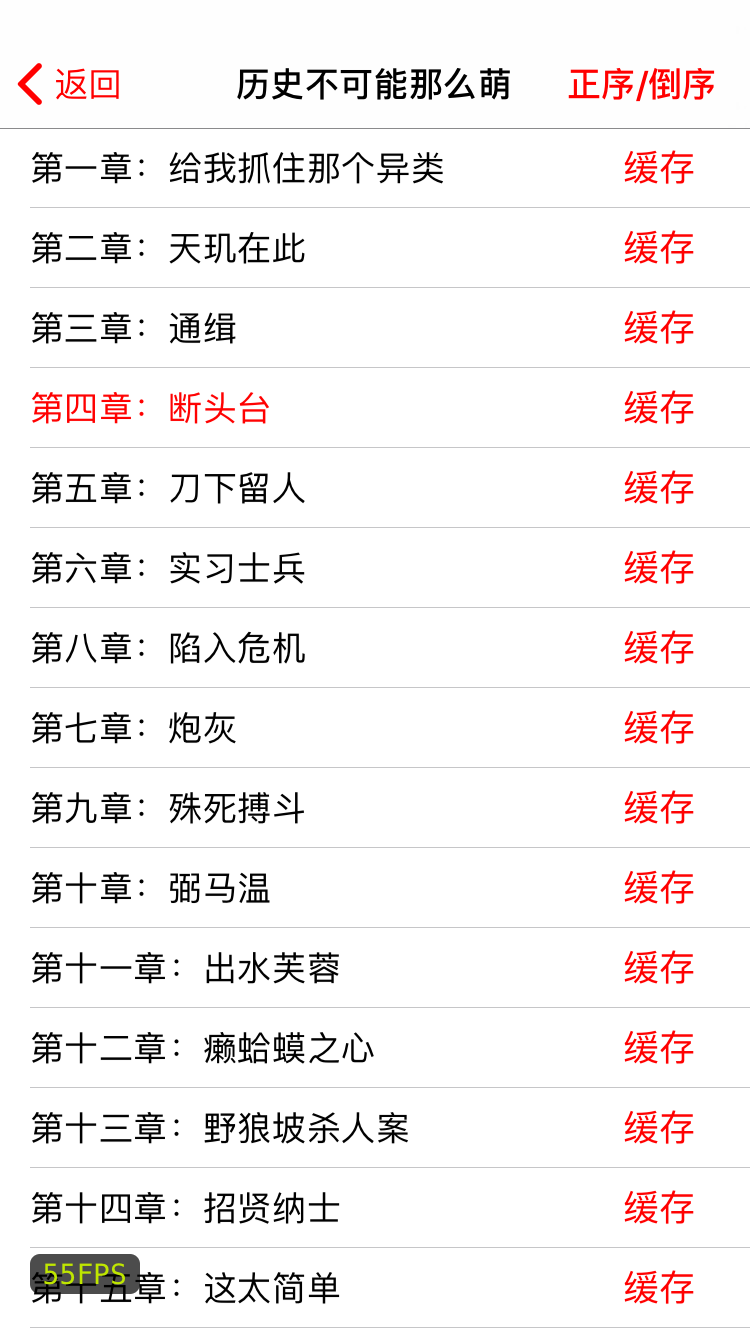 返回 历史不可能那么萌 正序/倒序
第一章：给我抓住那个异类 缓存
第二章：天玑在此 缓存
第三章：通缉 缓存
第四章：断头台 缓存
第五章：刀下留人 缓存
第六章：实习士兵 缓存
第八章：陷入危机 缓存
第七章：炮灰 缓存
第九章：殊死搏斗 缓存
第十章：弼马温 缓存
第十一章：出水芙蓉 缓存
第十二章：癞蛤蟆之心 缓存
第十三章：野狼坡杀人案 缓存
第十四章：招贤纳士 缓存
55FPS
第十五章：这太简单 缓存